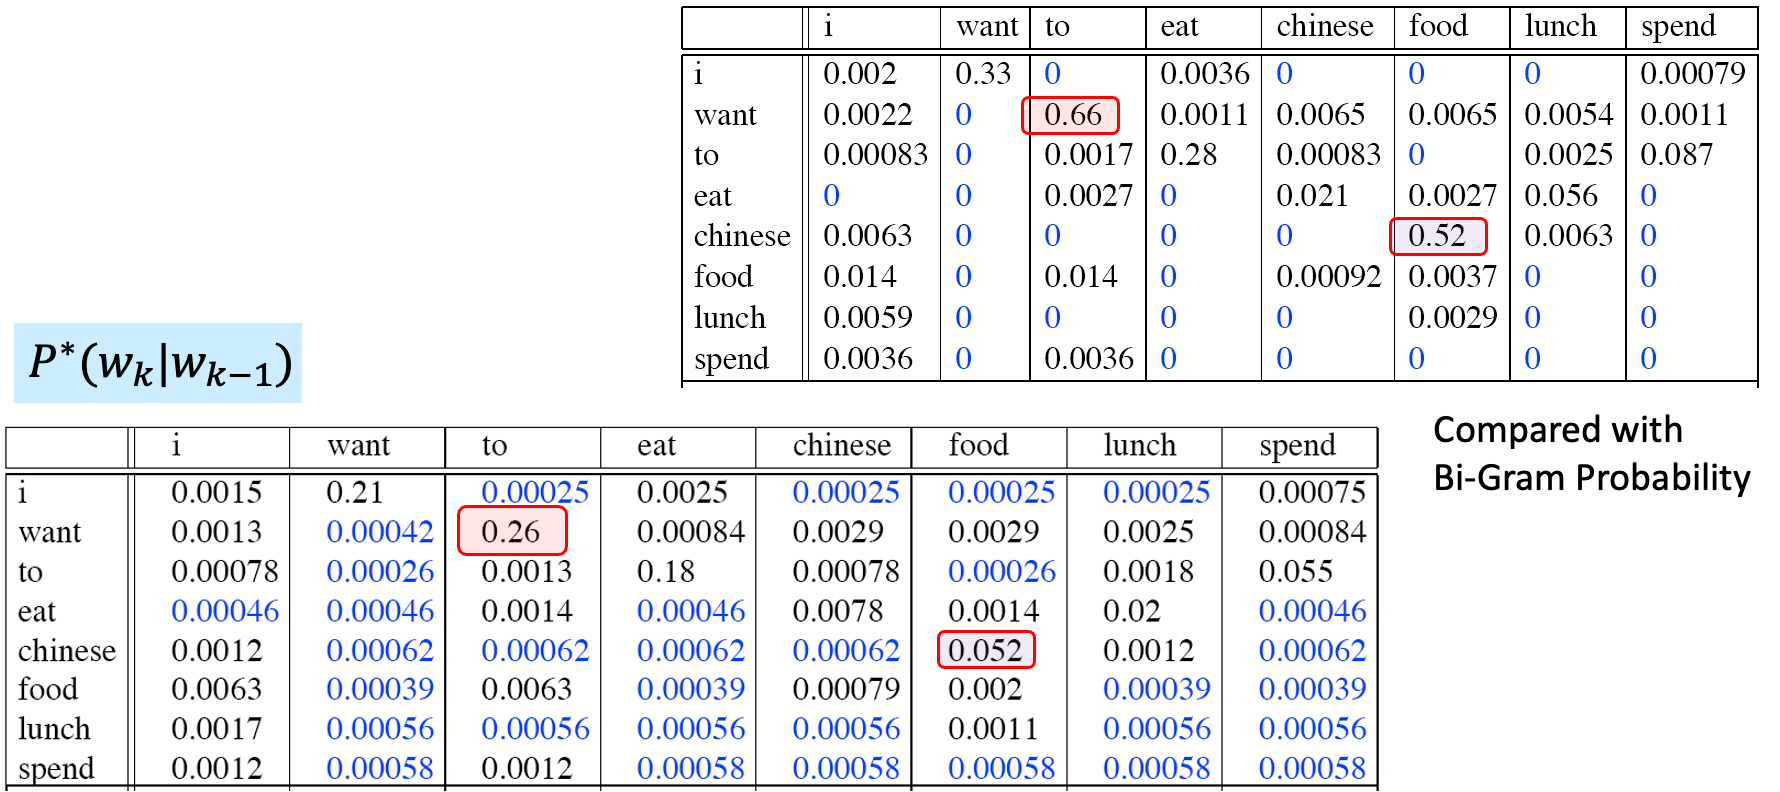 i want to eat chinese food lunch spend
i 0.002 0.33 0 0.0036 0 0 0 0.00079
want 0.0022 0 0.66 0.0011 0.0065 0.0065 0.0054 0.0011
to 0.00083 0 0.0017 0.28 0.00083 0 0.0025 0.087
eat 0 0 0.0027 0 0.021 0.0027 0.056 0
chinese 0.0063 0 0 0 0 0.52 0.0063 0
food 0.014 0 0.014 0 0.00092 0.0037 0 0
lunch 0.0059 0 0 0 0 0.0029 0 0
spend 0.0036 0 0.0036 0 0 0 0 0
P*(wₖ|wₖ₋₁)
Compared with
Bi-Gram Probability
i want to eat chinese food lunch spend
i 0.0015 0.21 0.00025 0.0025 0.00025 0.00025 0.00025 0.00075
want 0.0013 0.00042 0.26 0.00084 0.0029 0.0029 0.0025 0.00084
to 0.00078 0.00026 0.0013 0.18 0.00078 0.00026 0.0018 0.055
eat 0.00046 0.00046 0.0014 0.00046 0.0078 0.0014 0.02 0.00046
chinese 0.0012 0.00062 0.00062 0.00062 0.00062 0.052 0.0012 0.00062
food 0.0063 0.00039 0.0063 0.00039 0.00079 0.002 0.00039 0.00039
lunch 0.0017 0.00056 0.00056 0.00056 0.00056 0.0011 0.00056 0.00056
spend 0.0012 0.00058 0.0012 0.00058 0.00058 0.00058 0.00058 0.00058